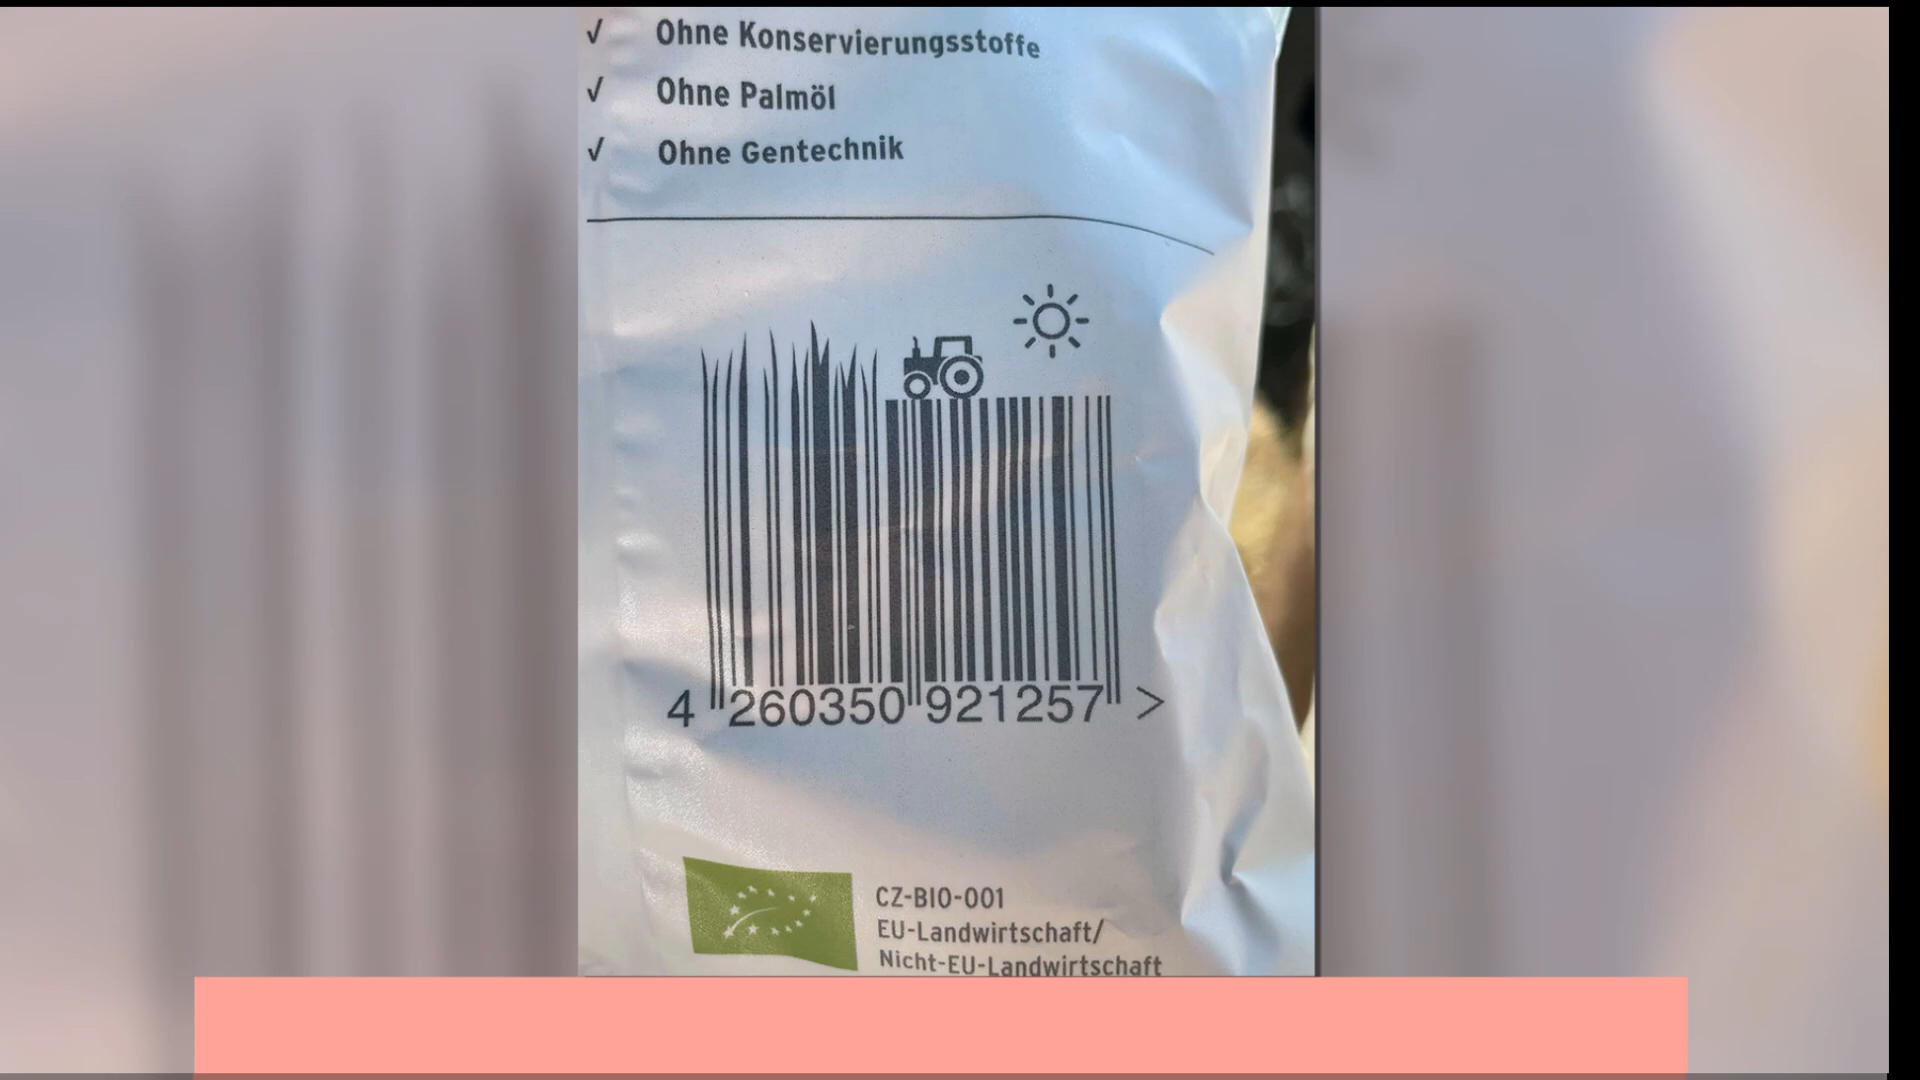 ✓ Ohne Konservierungsstoffe
✓ Ohne Palmöl
✓ Ohne Gentechnik
4 260350 921257 >
CZ-BIO-001
EU-Landwirtschaft/
Nicht-EU-Landwirtschaft